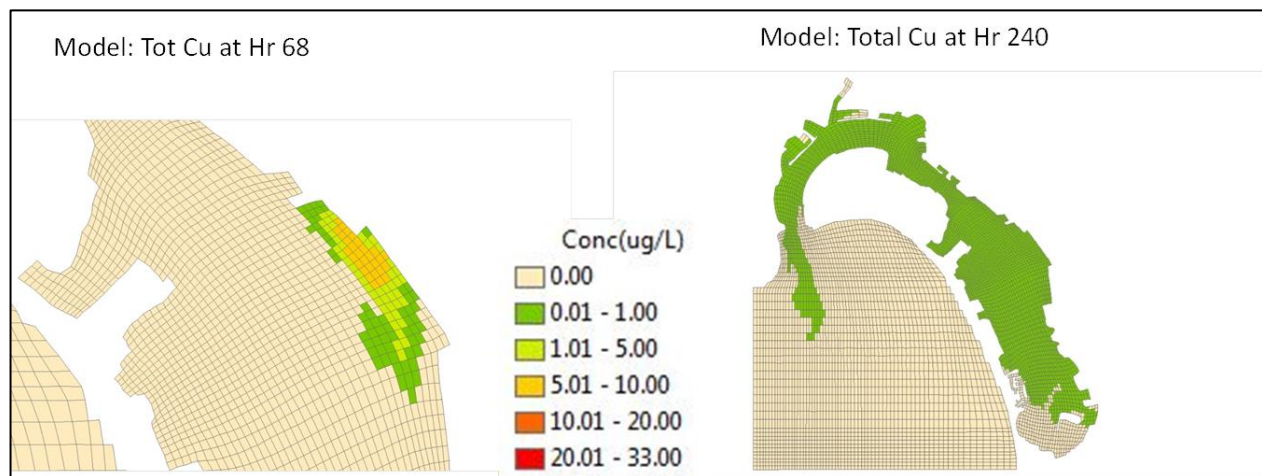 Model: Tot Cu at Hr 68
Model: Total Cu at Hr 240
Conc(ug/L)
0.00
0.01 - 1.00
1.01 - 5.00
5.01 - 10.00
10.01 - 20.00
20.01 - 33.00